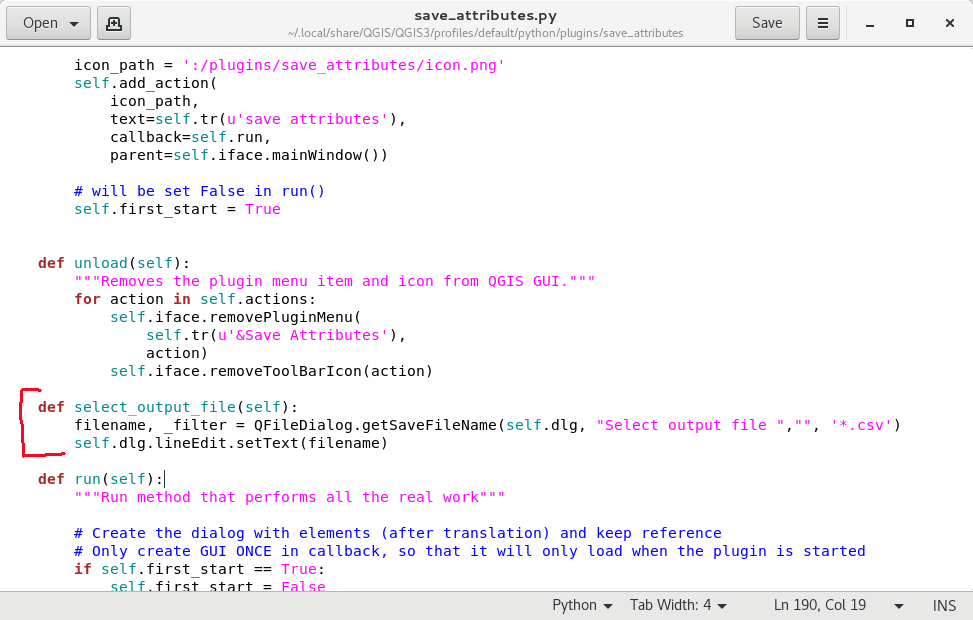 Open
save_attributes.py
~/.local/share/QGIS/QGIS3/profiles/default/python/plugins/save_attributes
Save
icon_path = ':/plugins/save_attributes/icon.png'
self.add_action(
icon_path,
text=self.tr(u'save attributes'),
callback=self.run,
parent=self.iface.mainWindow())
# will be set False in run()
self.first_start = True
def unload(self):
"""Removes the plugin menu item and icon from QGIS GUI."""
for action in self.actions:
self.iface.removePluginMenu(
self.tr(u'&Save Attributes'),
action)
self.iface.removeToolBarIcon(action)
def select_output_file(self):
filename, _filter = QFileDialog.getSaveFileName(self.dlg, "Select output file ","", '*.csv')
self.dlg.lineEdit.setText(filename)
def run(self):
"""Run method that performs all the real work"""
# Create the dialog with elements (after translation) and keep reference
# Only create GUI ONCE in callback, so that it will only load when the plugin is started
if self.first_start == True:
self.first_start = False
Python Tab Width: 4 Ln 190, Col 19 INS